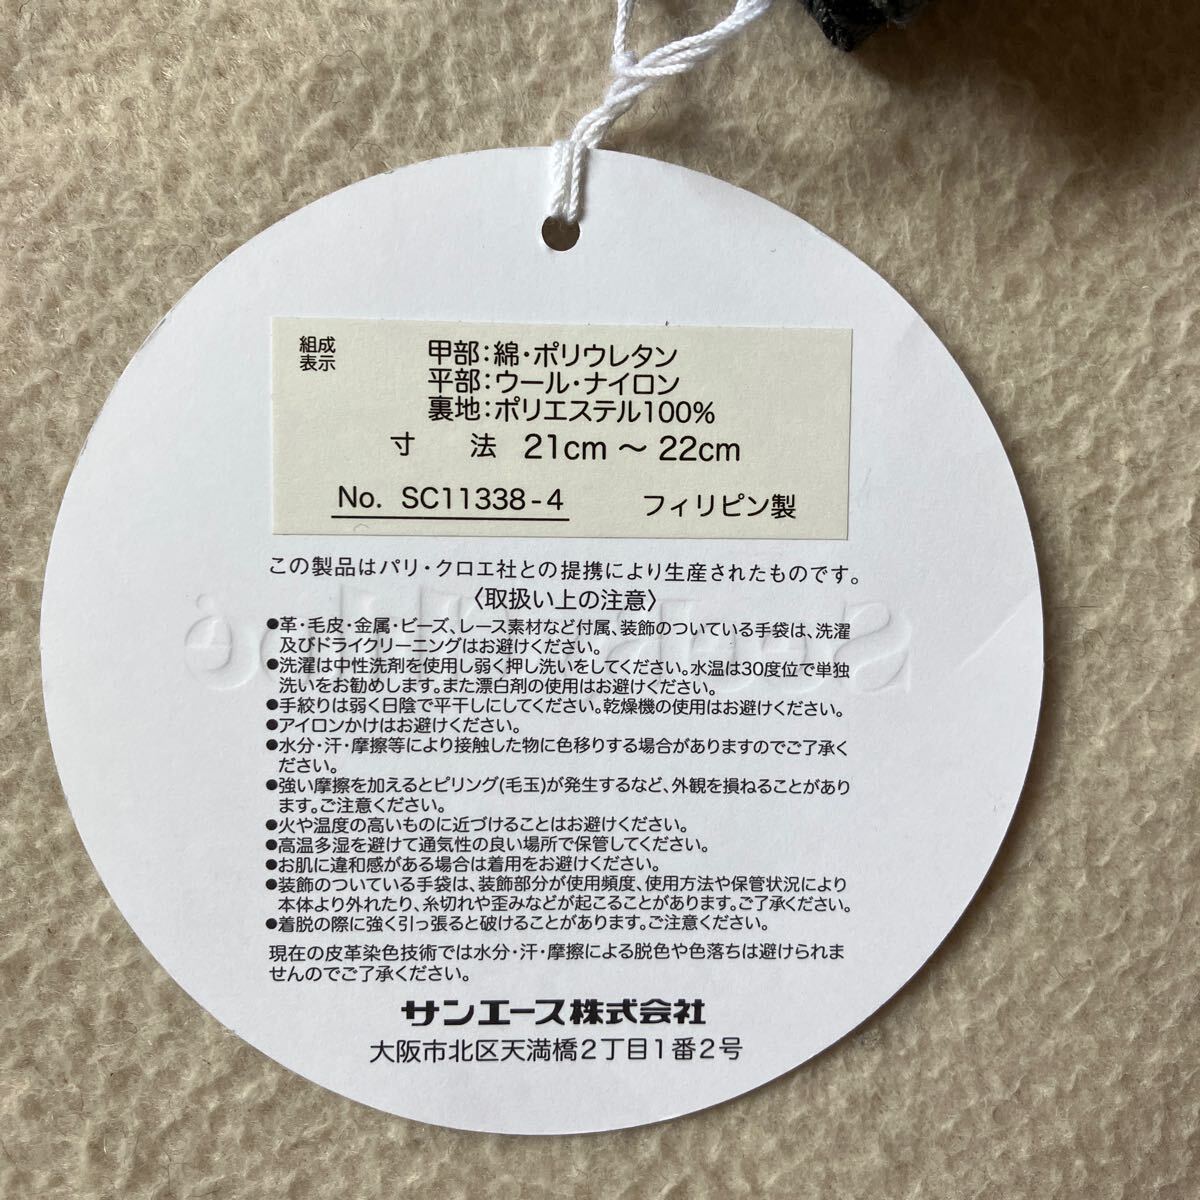 組成
表示
甲部：綿・ポリウレタン
平部：ウール・ナイロン
裏地：ポリエステル100%
寸　法　21cm ～ 22cm
No. SC11338-4　フィリピン製
この製品はパリ・クロエ社との提携により生産されたものです。
〈取扱い上の注意〉
●革・毛皮・金属・ビーズ、レース素材など付属、装飾のついている手袋は、洗濯
及びドライクリーニングはお避けください。
●洗濯は中性洗剤を使用し弱く押し洗いをしてください。水温は30度位で単独
洗いをお勧めします。また漂白剤の使用はお避けください。
●手絞りは弱く日陰で平干しにしてください。乾燥機の使用はお避けください。
●アイロンかけはお避けください。
●水分・汗・摩擦等により接触した物に色移りする場合がありますのでご了承く
ださい。
●強い摩擦を加えるとピリング(毛玉)が発生するなど、外観を損ねることがあり
ます。ご注意ください。
●火や温度の高いものに近づけることはお避けください。
●高温多湿を避けて通気性の良い場所で保管してください。
●お肌に違和感がある場合は着用をお避けください。
●装飾のついている手袋は、装飾部分が使用頻度、使用方法や保管状況により
本体より外れたり、糸切れや歪みなどが起こることがあります。ご了承ください。
●着脱の際に強く引っ張ると破けることがあります。ご注意ください。
現在の皮革染色技術では水分・汗・摩擦による脱色や色落ちは避けられま
せんのでご了承ください。
サンエース株式会社
大阪市北区天満橋2丁目1番2号